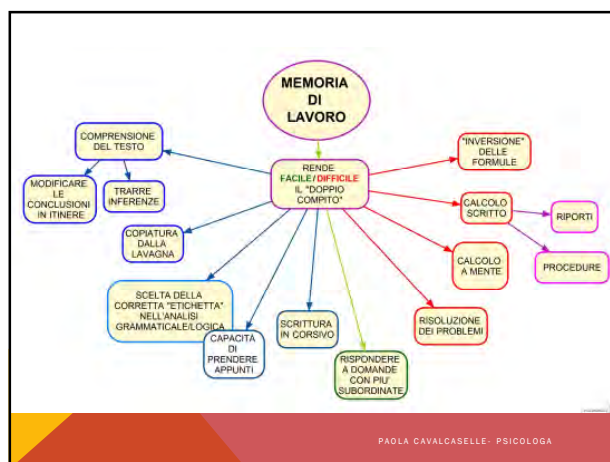 MEMORIA
DI
LAVORO
COMPRENSIONE
DEL TESTO
"INVERSIONE"
DELLE
FORMULE
RENDE
FACILE/DIFFICILE
IL "DOPPIO
COMPITO"
MODIFICARE
LE
CONCLUSIONI
IN ITINERE
TRARRE
INFERENZE
CALCOLO
SCRITTO
RIPORTI
COPIATURA
DALLA
LAVAGNA
CALCOLO
A MENTE
PROCEDURE
SCELTA DELLA
CORRETTA "ETICHETTA"
NELL'ANALISI
GRAMMATICALE/LOGICA
CAPACITÀ
DI
PRENDERE
APPUNTI
SCRITTURA
IN CORSIVO
RISOLUZIONE
DEI PROBLEMI
RISPONDERE
A DOMANDE
CON PIU'
SUBORDINATE
PAOLA CAVALCASELLE- PSICOLOGA